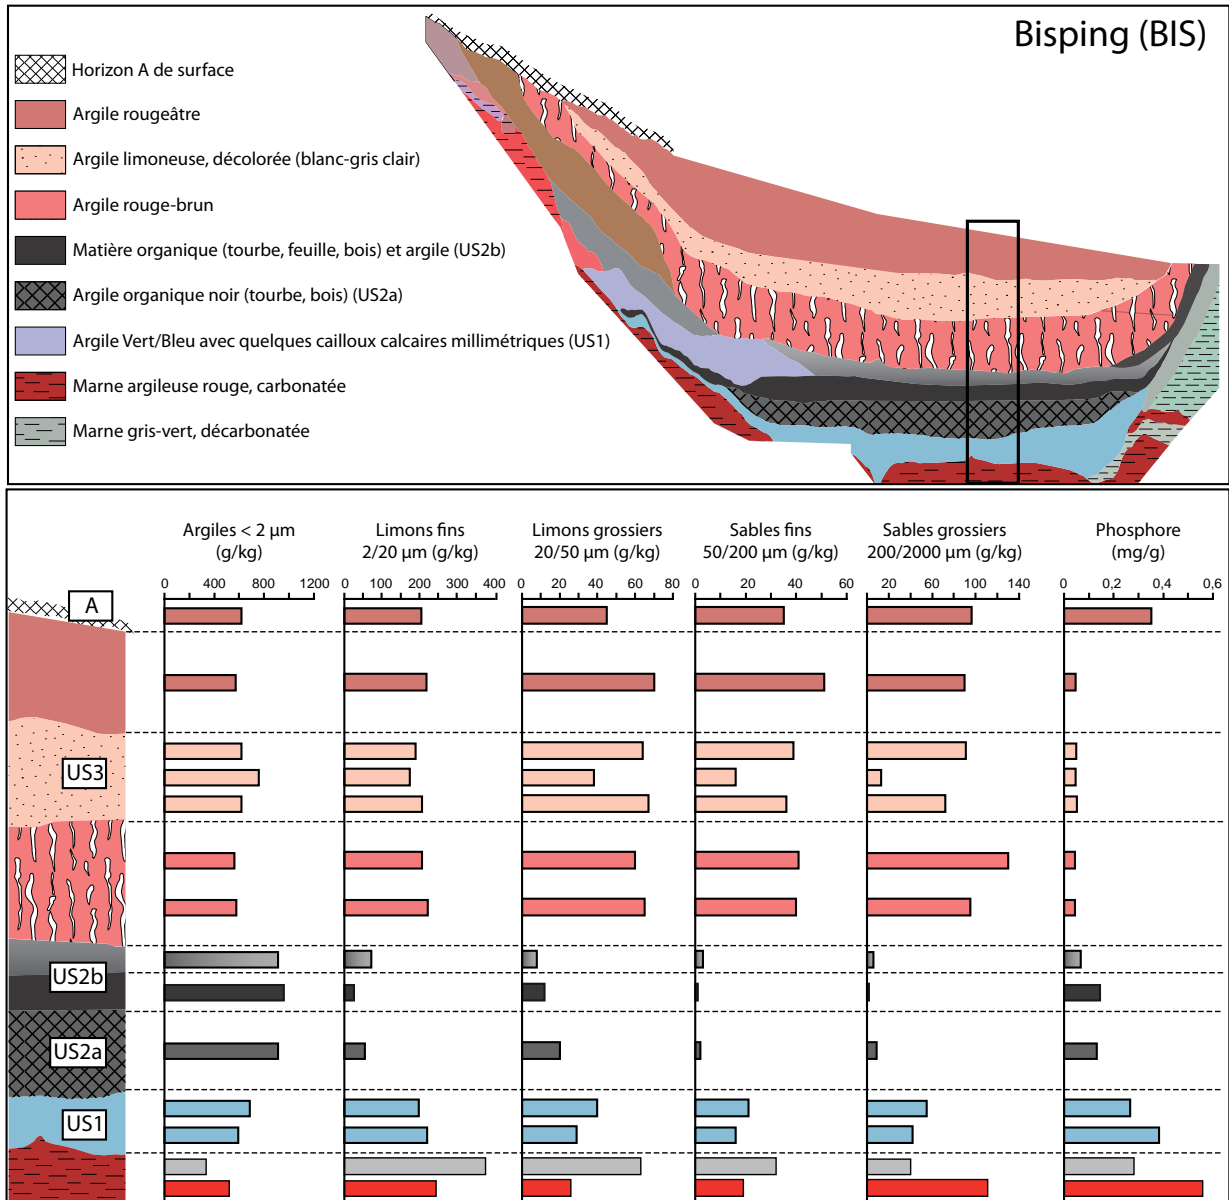 Bisping (BIS)
Horizon A de surface
Argile rougeâtre
Argile limoneuse, décolorée (blanc-gris clair)
Argile rouge-brun
Matière organique (tourbe, feuille, bois) et argile (US2b)
Argile organique noir (tourbe, bois) (US2a)
Argile Vert/Bleu avec quelques cailloux calcaires millimétriques (US1)
Marne argileuse rouge, carbonatée
Marne gris-vert, décarbonatée
Argiles < 2 µm
(g/kg)
Limons fins
2/20 µm (g/kg)
Limons grossiers
20/50 µm (g/kg)
Sables fins
50/200 µm (g/kg)
Sables grossiers
200/2000 µm (g/kg)
Phosphore
(mg/g)
0 400 800 1200
0 100 200 300 400
0 20 40 60 80
0 20 40 60
0 20 60 100 140
0 0,2 0,4 0,6
A
US3
US2b
US2a
US1